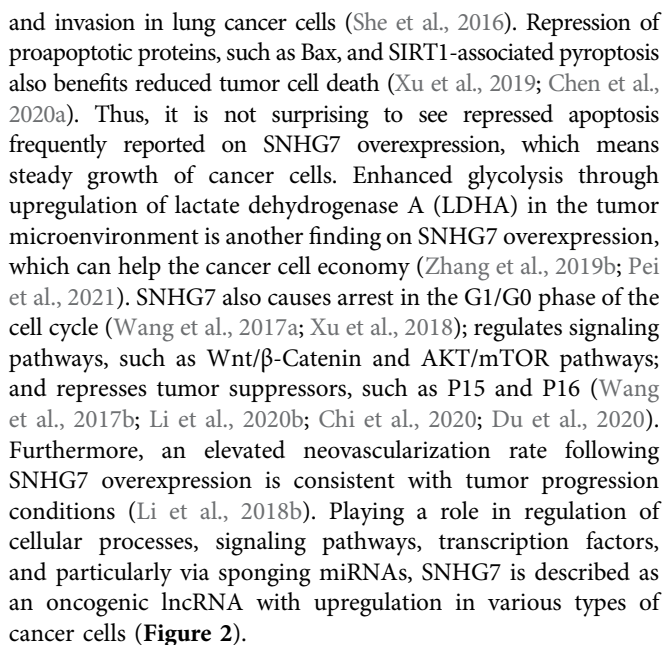 and invasion in lung cancer cells (She et al., 2016). Repression of
proapoptotic proteins, such as Bax, and SIRT1-associated pyroptosis
also benefits reduced tumor cell death (Xu et al., 2019; Chen et al.,
2020a). Thus, it is not surprising to see repressed apoptosis
frequently reported on SNHG7 overexpression, which means
steady growth of cancer cells. Enhanced glycolysis through
upregulation of lactate dehydrogenase A (LDHA) in the tumor
microenvironment is another finding on SNHG7 overexpression,
which can help the cancer cell economy (Zhang et al., 2019b; Pei
et al., 2021). SNHG7 also causes arrest in the G1/G0 phase of the
cell cycle (Wang et al., 2017a; Xu et al., 2018); regulates signaling
pathways, such as Wnt/β-Catenin and AKT/mTOR pathways;
and represses tumor suppressors, such as P15 and P16 (Wang
et al., 2017b; Li et al., 2020b; Chi et al., 2020; Du et al., 2020).
Furthermore, an elevated neovascularization rate following
SNHG7 overexpression is consistent with tumor progression
conditions (Li et al., 2018b). Playing a role in regulation of
cellular processes, signaling pathways, transcription factors,
and particularly via sponging miRNAs, SNHG7 is described as
an oncogenic lncRNA with upregulation in various types of
cancer cells (Figure 2).